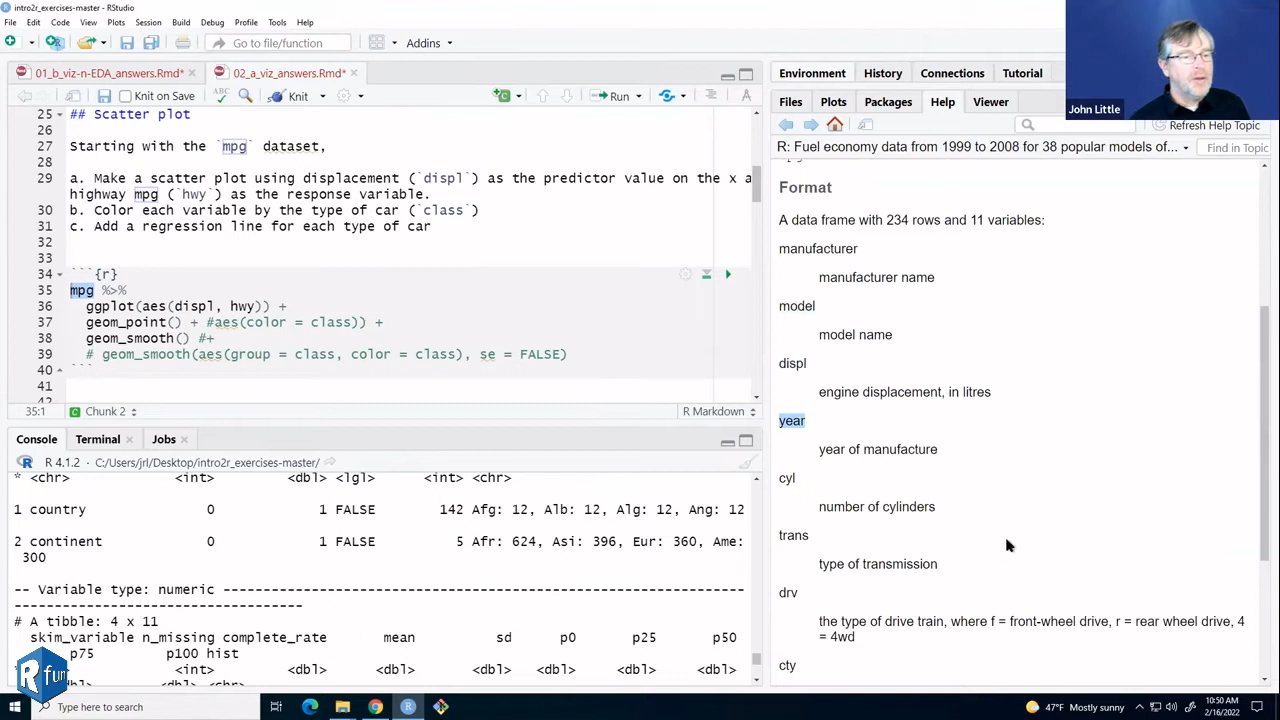 intro2r_exercises-master - RStudio
File Edit Code View Plots Session Build Debug Profile Tools Help
Go to file/function
Addins
01_b_viz-n-EDA_answers.Rmd*
02_a_viz_answers.Rmd*
Knit on Save
ABC
Knit
Run
25 ## Scatter plot
26
27 Starting with the `mpg` dataset,
28
29 a. Make a scatter plot using displacement (`displ`) as the predictor value on the x a
highway mpg (`hwy`) as the response variable.
30 b. Color each variable by the type of car (`class`)
31 c. Add a regression line for each type of car
32
33
34 ```{r}
35 mpg %>%
36 ggplot(aes(displ, hwy)) +
37 geom_point() + #aes(color = class)) +
38 geom_smooth() #+
39 # geom_smooth(aes(group = class, color = class), se = FALSE)
40 ```
41
42
35:1 Chunk 2 R Markdown
Console Terminal Jobs
R 4.1.2 · C:/Users/jrl/Desktop/intro2r_exercises-master/
* <chr> <int> <dbl> <lgl> <int> <chr>
1 country 0 1 FALSE 142 Afg: 12, Alb: 12, Alg: 12, Ang: 12
2 continent 0 1 FALSE 5 Afr: 624, Asi: 396, Eur: 360, Ame:
300
-- Variable type: numeric ---------------------------------------------------------
--------------------------------
# A tibble: 4 x 11
skim_variable n_missing complete_rate mean sd p0 p25 p50
p75 p100 hist
<int> <dbl> <dbl> <dbl> <dbl> <dbl> <dbl>
<dbl> <dbl> <chr>
R fun
Environment History Connections Tutorial
Files Plots Packages Help Viewer
John Little
Refresh Help Topic
R: Fuel economy data from 1999 to 2008 for 38 popular models of...
Find in Topic
Format
A data frame with 234 rows and 11 variables:
manufacturer
manufacturer name
model
model name
displ
engine displacement, in litres
year
year of manufacture
cyl
number of cylinders
trans
type of transmission
drv
the type of drive train, where f = front-wheel drive, r = rear wheel drive, 4
= 4wd
cty
Type here to search
47°F Mostly sunny
10:50 AM
2/16/2022